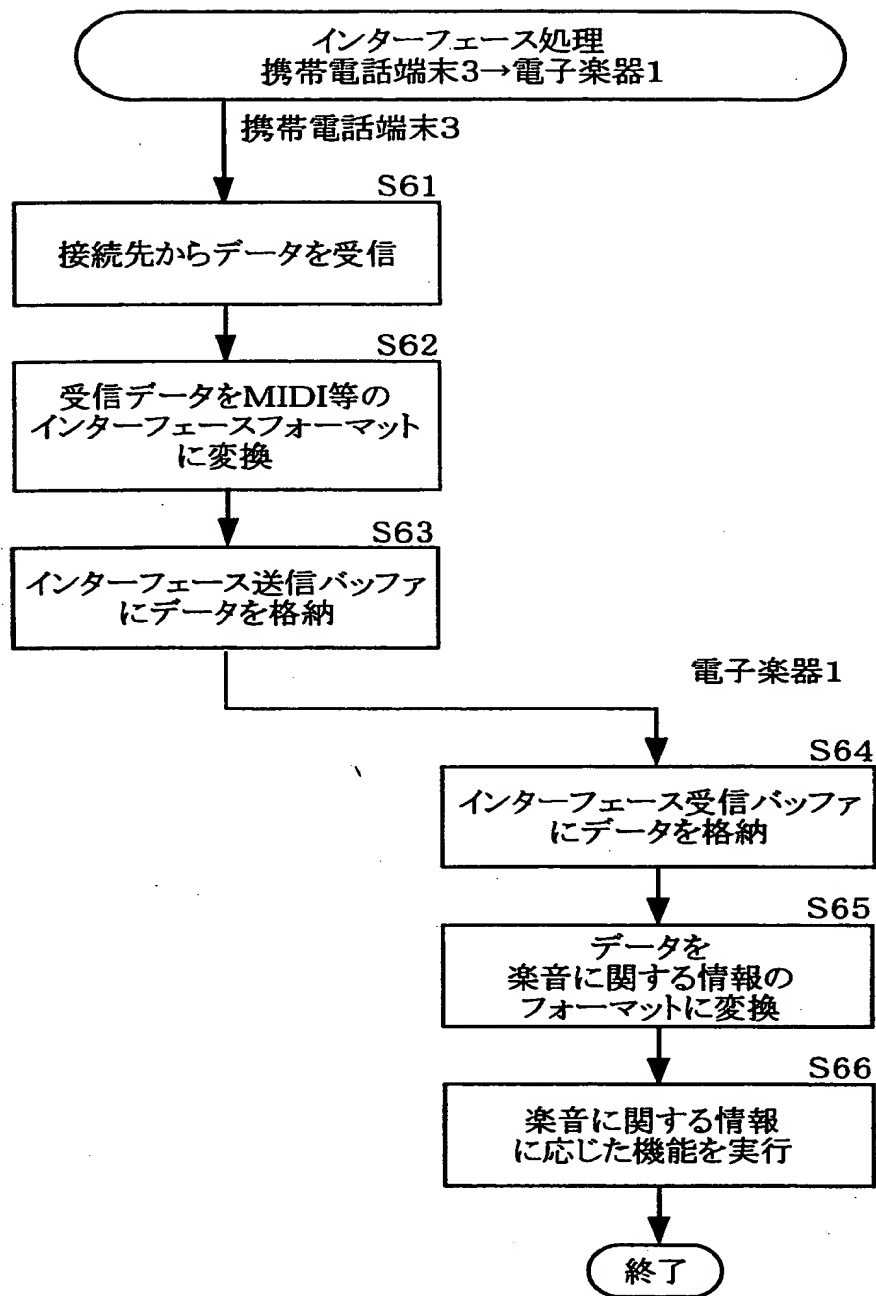 インターフェース処理
携帯電話端末3→電子楽器1
携帯電話端末3
S61
接続先からデータを受信
S62
受信データをMIDI等の
インターフェースフォーマット
に変換
S63
インターフェース送信バッファ
にデータを格納
電子楽器1
S64
インターフェース受信バッファ
にデータを格納
S65
データを
楽音に関する情報の
フォーマットに変換
S66
楽音に関する情報
に応じた機能を実行
終了